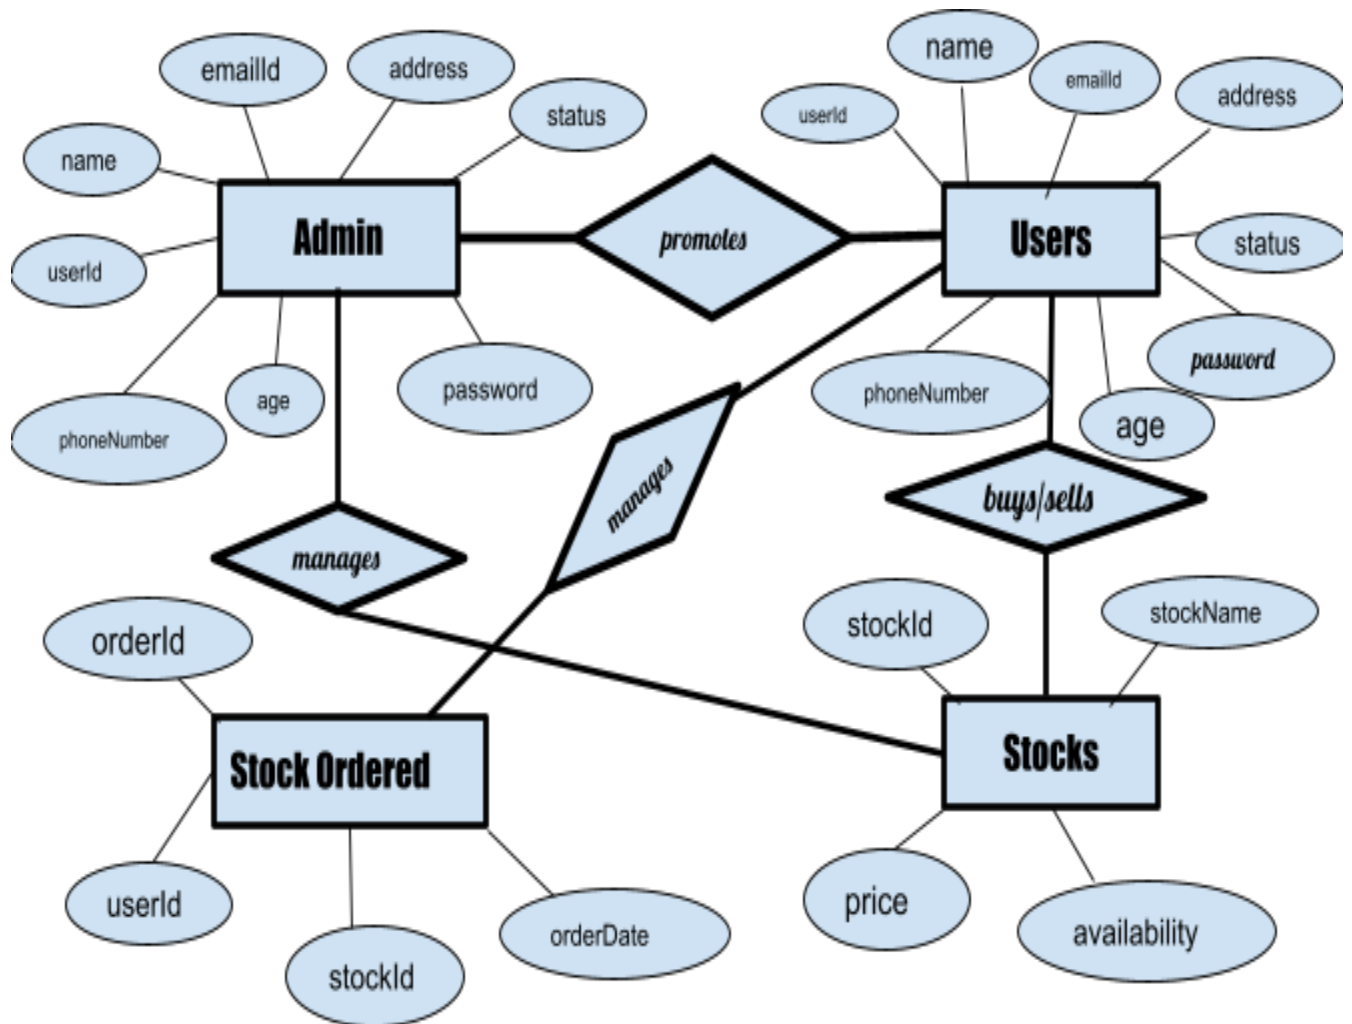 name
emailId
address
emailId
address
status
userId
name
Admin
promotes
Users
status
userId
password
phoneNumber
age
password
phoneNumber
age
manages
buys/sells
manages
stockId
stockName
orderId
Stock Ordered
Stocks
userId
price
availability
orderDate
stockId